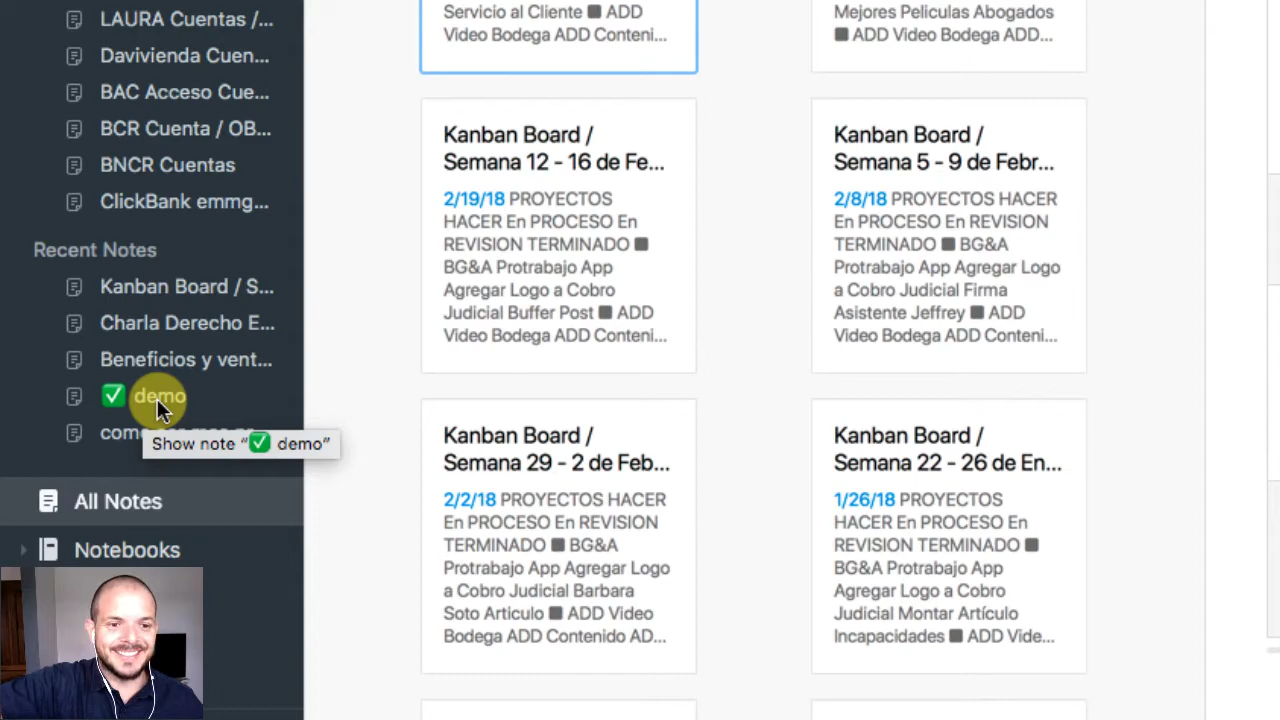 LAURA Cuentas /...
Davivienda Cuen...
BAC Acceso Cue...
BCR Cuenta / OB...
BNCR Cuentas
ClickBank emmg...
Recent Notes
Kanban Board / S...
Charla Derecho E...
Beneficios y vent...
✅ demo
Show note “✅ demo”
All Notes
Notebooks
Servicio al Cliente ■ ADD
Video Bodega ADD Conteni...
Mejores Peliculas Abogados
■ ADD Video Bodega ADD...
Kanban Board /
Semana 12 - 16 de Fe...
2/19/18 PROYECTOS
HACER En PROCESO En
REVISION TERMINADO ■
BG&A Protrabajo App
Agregar Logo a Cobro
Judicial Buffer Post ■ ADD
Video Bodega ADD Conteni...
Kanban Board /
Semana 5 - 9 de Febr...
2/8/18 PROYECTOS HACER
En PROCESO En REVISION
TERMINADO ■ BG&A
Protrabajo App Agregar Logo
a Cobro Judicial Firma
Asistente Jeffrey ■ ADD
Video Bodega ADD Conteni...
Kanban Board /
Semana 29 - 2 de Feb...
2/2/18 PROYECTOS HACER
En PROCESO En REVISION
TERMINADO ■ BG&A
Protrabajo App Agregar Logo
a Cobro Judicial Barbara
Soto Articulo ■ ADD Video
Bodega ADD Contenido AD...
Kanban Board /
Semana 22 - 26 de En...
1/26/18 PROYECTOS
HACER En PROCESO En
REVISION TERMINADO ■
BG&A Protrabajo App
Agregar Logo a Cobro
Judicial Montar Artículo
Incapacidades ■ ADD Vide...